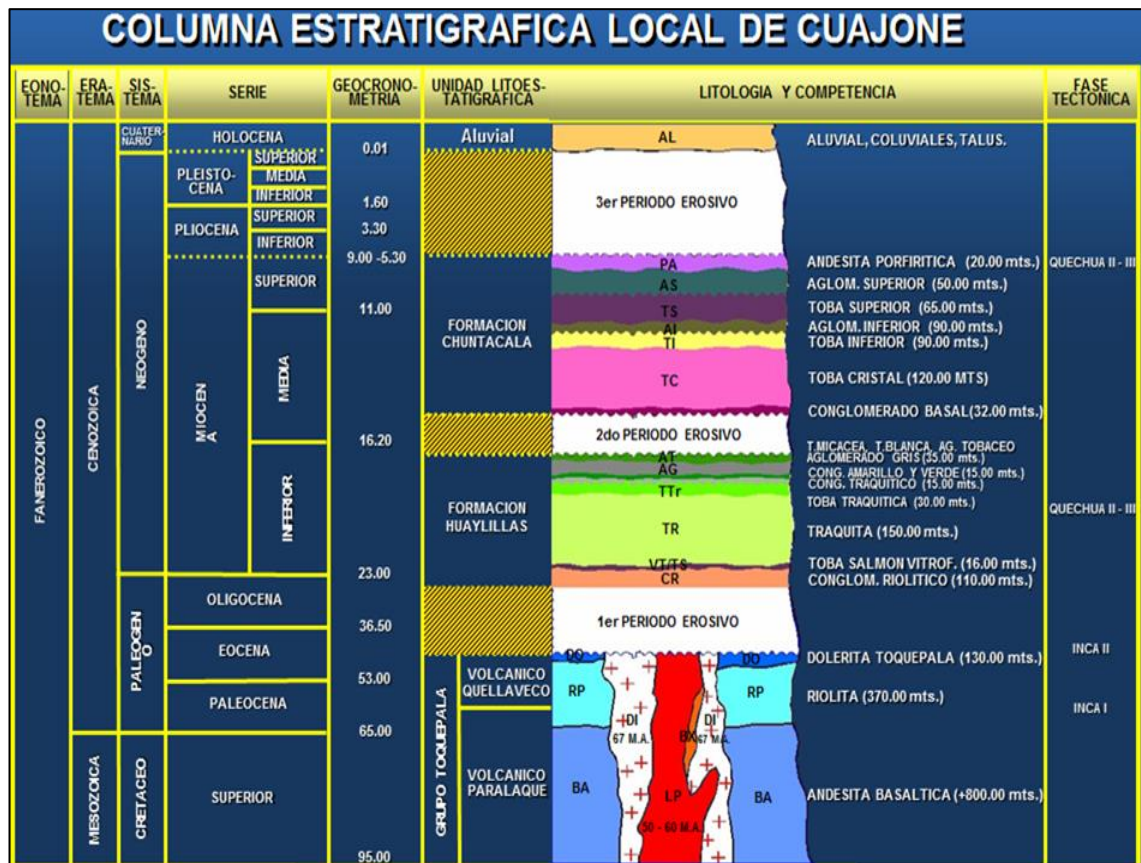 COLUMNA ESTRATIGRAFICA LOCAL DE CUAJONE
EONO-
TEMA
ERA-
TEMA
SIS-
TEMA
SERIE
GEOCRONO-
METRIA
UNIDAD LITOES-
TATIGRÁFICA
LITOLOGIA Y COMPETENCIA
FASE
TECTONICA
FANEROZOICO
CENOZOICA
MESOZOICA
CUATER-
NARIO
NEOGENO
PALEOGEN
O
CRETACEO
HOLOCENA
PLEISTO-
CENA
SUPERIOR
MEDIA
INFERIOR
PLIOCENA
SUPERIOR
INFERIOR
MIOCEN
A
SUPERIOR
MEDIA
INFERIOR
OLIGOCENA
EOCENA
PALEOCENA
SUPERIOR
0.01
1.60
3.30
9.00 -5.30
11.00
16.20
23.00
36.50
53.00
65.00
95.00
Aluvial
FORMACION
CHUNTACALA
FORMACION
HUAYLILLAS
GRUPO TOQUEPALA
VOLCANICO
QUELLAVECO
VOLCANICO
PARALAQUE
AL
3er PERIODO EROSIVO
PA
AS
TS
AI
TI
TC
2do PERIODO EROSIVO
AT
AG
TTr
TR
VT/TS
CR
1er PERIODO EROSIVO
DO
DO
RP
RP
DI
67 M.A.
DI
67 M.A.
BX
BA
LP
BA
50 - 60 M.A.
ALUVIAL, COLUVIALES, TALUS.
ANDESITA PORFIRITICA (20.00 mts.)
AGLOM. SUPERIOR (50.00 mts.)
TOBA SUPERIOR (65.00 mts.)
AGLOM. INFERIOR (90.00 mts.)
TOBA INFERIOR (90.00 mts.)
TOBA CRISTAL (120.00 MTS)
CONGLOMERADO BASAL (32.00 mts.)
T.MICACEA, T.BLANCA, AG. TOBACEO
AGLOMERADO GRIS (35.00 mts.)
CONG. AMARILLO Y VERDE (15.00 mts.)
CONG. TRAQUITICO (15.00 mts.)
TOBA TRAQUITICA (30.00 mts.)
TRAQUITA (150.00 mts.)
TOBA SALMON VITROF. (16.00 mts.)
CONGLOM. RIOLITICO (110.00 mts.)
DOLERITA TOQUEPALA (130.00 mts.)
RIOLITA (370.00 mts.)
ANDESITA BASALTICA (+800.00 mts.)
QUECHUA II - III
QUECHUA II - III
INCA II
INCA I